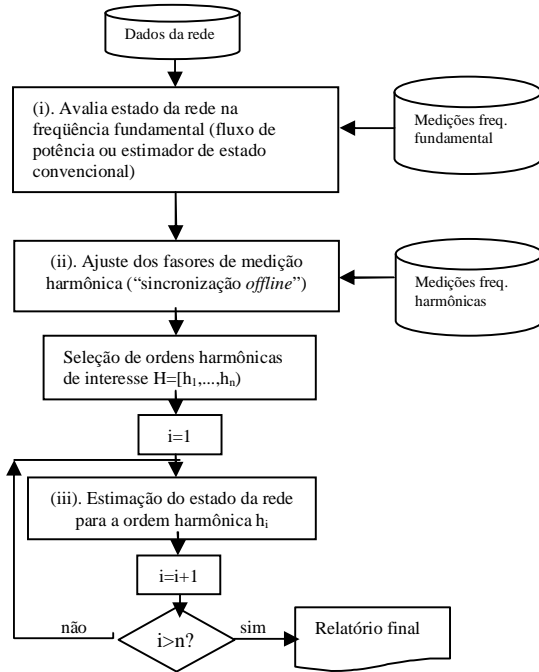 Dados da rede
(i). Avalia estado da rede na
freqüência fundamental (fluxo de
potência ou estimador de estado
convencional)
Medições freq.
fundamental
(ii). Ajuste dos fasores de medição
harmônica (“sincronização offline”)
Medições freq.
harmônicas
Seleção de ordens harmônicas
de interesse H=[h1,...,hn)
i=1
(iii). Estimação do estado da rede
para a ordem harmônica hi
i=i+1
não
i>n?
sim
Relatório final